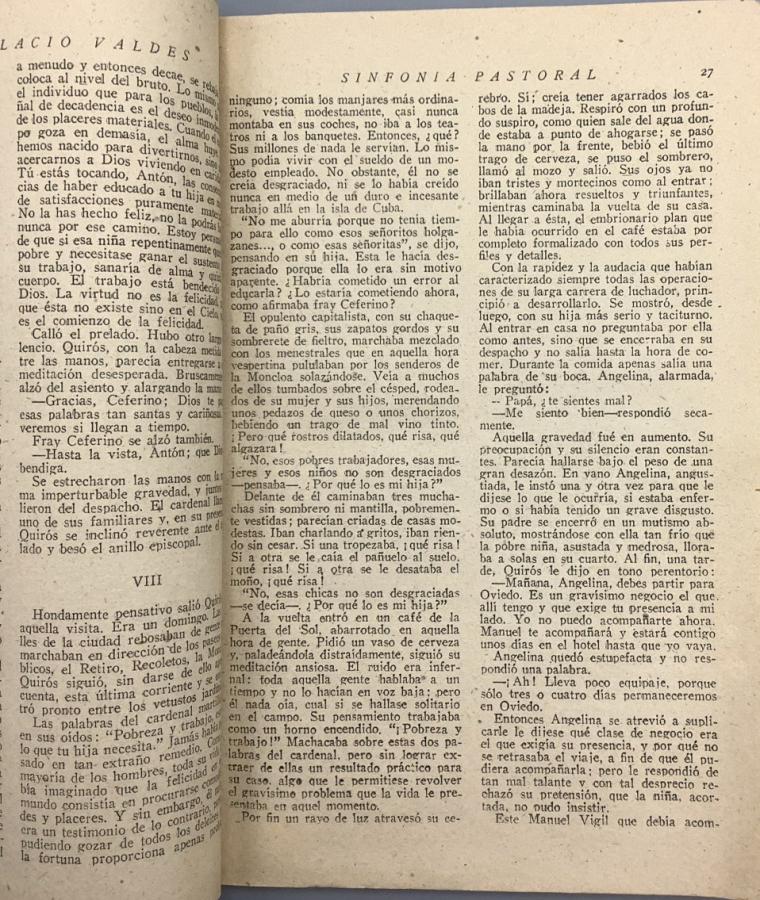 LACIO VALDES
a menudo y entonces decae, se
coloca al nivel del bruto. Lo mismo
el individuo que para los pueblos, la
ñal de decadencia es el deseo
de los placeres materiales. Cuando el
po goza en demasía, el alma huye
hemos nacido para divertirnos, sino
acercarnos a Dios viviendo en
Tú estás tocando, Antón, las
cias de haber educado a tu hija en
de satisfacciones puramente
No la has hecho feliz, no la podrás
nunca por ese camino. Estoy
de que si esa niña repentinamente
pobre y necesitase ganar el sustento
su trabajo, sanaría de alma y
cuerpo. El trabajo está bendecido
Dios. La virtud no es la felicidad
que ésta no existe sino en el Cielo,
es el comienzo de la felicidad.
Calló el prelado. Hubo otro largo
lencio. Quirós, con la cabeza metida
tre las manos, parecía entregarse a
meditación desesperada. Bruscamente
alzó del asiento y alargando la mano
—Gracias, Ceferino; Dios te
esas palabras tan santas y cariñosas
veremos si llegan a tiempo.
Fray Ceferino se alzó también.
—Hasta la vista, Antón; que Dios
bendiga.
Se estrecharon las manos con la
ma imperturbable gravedad, y juntos
lieron del despacho. El cardenal
uno de sus familiares y, en su
Quirós se inclinó reverente ante el
lado y besó el anillo episcopal.
VIII
Hondamente pensativo salió Quirós
aquella visita. Era un domingo. Las
lles de la ciudad rebosaban de gente
marchaban en dirección de los paseos
blicos, el Retiro, Recoletos, la
Quirós siguió, sin darse de ello
cuenta, esta última corriente y se
tró pronto entre los vetustos
Las palabras del cardenal
en sus oídos: "Pobreza y trabajo, es
lo que tu hija necesita." Jamás había
sado en tan extraño remedio. Como
mayoría de los hombres, toda su
bía imaginado que la felicidad
mundo consistía en procurarse
des y placeres. Y sin embargo, él
era un testimonio de lo contrario,
pudiendo gozar de todos los deleites
la fortuna proporciona apenas
SINFONIA PASTORAL
27
ninguno; comía los manjares más ordina-
rios, vestía modestamente, casi nunca
montaba en sus coches, no iba a los tea-
tros ni a los banquetes. Entonces, ¿qué?
Sus millones de nada le servían. Lo mis-
mo podía vivir con el sueldo de un mo-
desto empleado. No obstante, él no se
creía desgraciado, ni se lo había creído
nunca en medio de un duro e incesante
trabajo allá en la isla de Cuba.
"No me aburría porque no tenía tiem-
po para ello como esos señoritos holga-
zanes..., o como esas señoritas", se dijo,
pensando en su hija. Esta le hacía des-
graciado porque ella lo era sin motivo
aparente. ¿Habría cometido un error al
educarla? ¿Lo estaría cometiendo ahora,
como afirmaba fray Ceferino?
El opulento capitalista, con su chaque-
ta de paño gris, sus zapatos gordos y su
sombrerete de fieltro, marchaba mezclado
con los menestrales que en aquella hora
vespertina pululaban por los senderos de
la Moncloa solazándose. Veía a muchos
de ellos tumbados sobre el césped, rodea-
dos de su mujer y sus hijos, merendando
unos pedazos de queso o unos chorizos,
bebiendo un trago de mal vino tinto.
¡Pero qué rostros dilatados, qué risa, qué
algazara!
"No, esos pobres trabajadores, esas mu-
jeres y esos niños no son desgraciados
—pensaba—. ¿Por qué lo es mi hija?"
Delante de él caminaban tres mucha-
chas sin sombrero ni mantilla, pobremen-
te vestidas; parecían criadas de casas mo-
destas. Iban charlando a gritos, iban rien-
do sin cesar. Si una tropezaba, ¡qué risa!
Si a otra se le caía el pañuelo al suelo.
¡qué risa! Si a otra se le desataba el
moño, ¡qué risa!
"No, esas chicas no son desgraciadas
—se decía—. ¿Por qué lo es mi hija?"
A la vuelta entró en un café de la
Puerta del Sol, abarrotado en aquella
hora de gente. Pidió un vaso de cerveza
y, paladeándola distraídamente, siguió su
meditación ansiosa. El ruido era infer-
nal: toda aquella gente hablaba a un
tiempo y no lo hacían en voz baja; pero
él nada oía, cual si se hallase solitario
en el campo. Su pensamiento trabajaba
como un horno encendido. "¡Pobreza y
trabajo!" Machacaba sobre estas dos pa-
labras del cardenal, pero sin lograr ex-
traer de ellas un resultado práctico para
su caso, algo que le permitiese revolver
el gravísimo problema que la vida le pre-
sentaba en aquel momento.
Por fin un rayo de luz atravesó su ce-
rebro. Sí; creía tener agarrados los ca-
bos de la madeja. Respiró con un profun-
do suspiro, como quien sale del agua don-
de estaba a punto de ahogarse; se pasó
la mano por la frente, bebió el último
trago de cerveza, se puso el sombrero,
llamó al mozo y salió. Sus ojos ya no
iban tristes y mortecinos como al entrar;
brillaban ahora resueltos y triunfantes,
mientras caminaba la vuelta de su casa.
Al llegar a ésta, el embrionario plan que
le había ocurrido en el café estaba por
completo formalizado con todos sus per-
files y detalles.
Con la rapidez y la audacia que habían
caracterizado siempre todas las operacio-
nes de su larga carrera de luchador, prin-
cipió a desarrollarlo. Se mostró, desde
luego, con su hija más serio y taciturno.
Al entrar en casa no preguntaba por ella
como antes, sino que se encerraba en su
despacho y no salía hasta la hora de co-
mer. Durante la comida apenas salía una
palabra de su boca. Angelina, alarmada,
le preguntó:
—Papá, ¿te sientes mal?
—Me siento bien—respondió seca-
mente.
Aquella gravedad fué en aumento. Su
preocupación y su silencio eran constan-
tes. Parecía hallarse bajo el peso de una
gran desazón. En vano Angelina, angus-
tiada, le instó una y otra vez para que le
dijese lo que le ocurría, si estaba enfer-
mo o si había tenido un grave disgusto.
Su padre se encerró en un mutismo ab-
soluto, mostrándose con ella tan frío que
la pobre niña, asustada y medrosa, llora-
ba a solas en su cuarto. Al fin, una tar-
de, Quirós le dijo en tono perentorio:
—Mañana, Angelina, debes partir para
Oviedo. Es un gravísimo negocio el que
allí tengo y que exige tu presencia a mi
lado. Yo no puedo acompañarte ahora.
Manuel te acompañará y estará contigo
unos días en el hotel hasta que yo vaya.
Angelina quedó estupefacta y no res-
pondió una palabra.
—¡Ah! Lleva poco equipaje, porque
sólo tres o cuatro días permaneceremos
en Oviedo.
Entonces Angelina se atrevió a supli-
carle le dijese qué clase de negocio era
el que exigía su presencia, y por qué no
se retrasaba el viaje, a fin de que él pu-
diera acompañarla; pero le respondió de
tan mal talante y con tal desprecio re-
chazó su pretensión, que la niña, acor-
tada, no pudo insistir.
Este Manuel Vigil que debía acom-